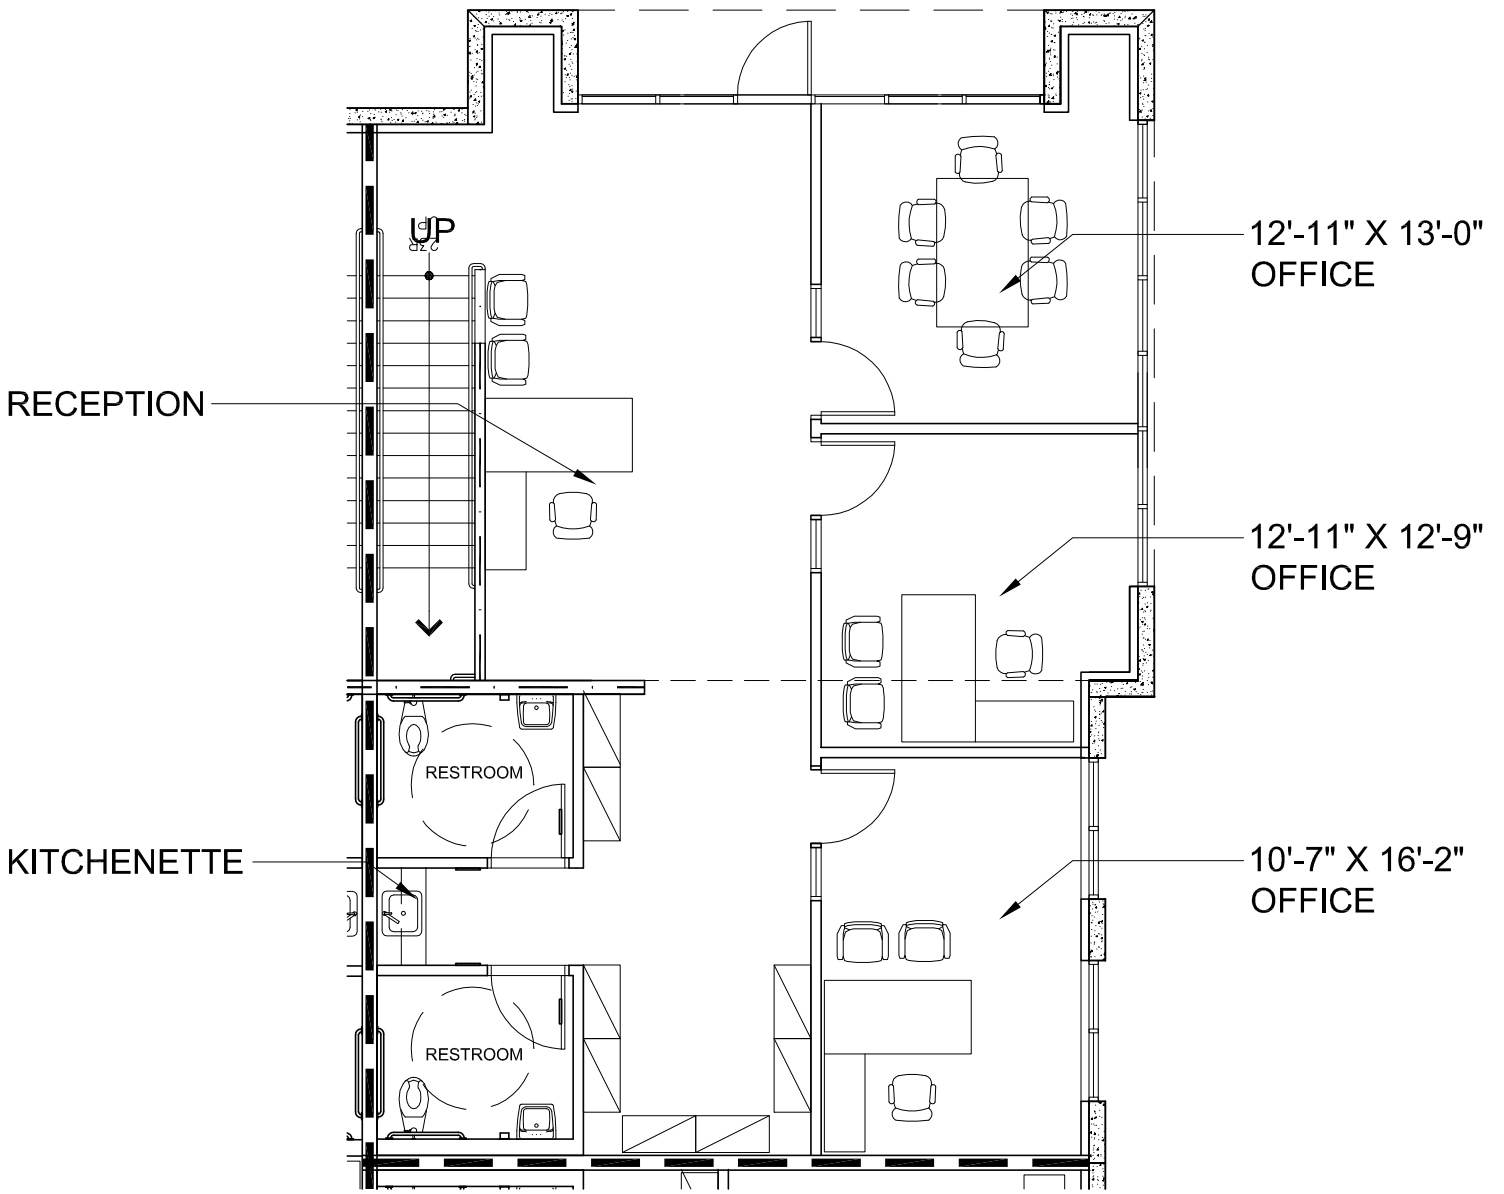 UP
12'-11" X 13'-0"
OFFICE
RECEPTION
12'-11" X 12'-9"
OFFICE
RESTROOM
KITCHENETTE
10'-7" X 16'-2"
OFFICE
RESTROOM